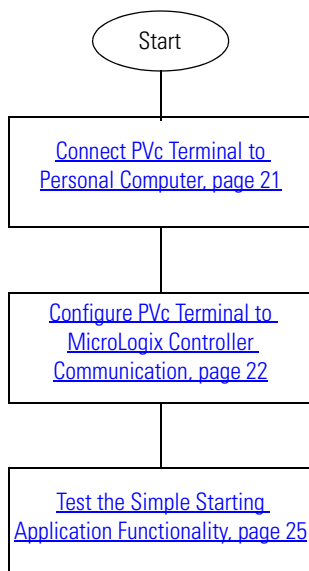 Start
Connect PVc Terminal to
Personal Computer, page 21
Configure PVc Terminal to
MicroLogix Controller
Communication, page 22
Test the Simple Starting
Application Functionality, page 25